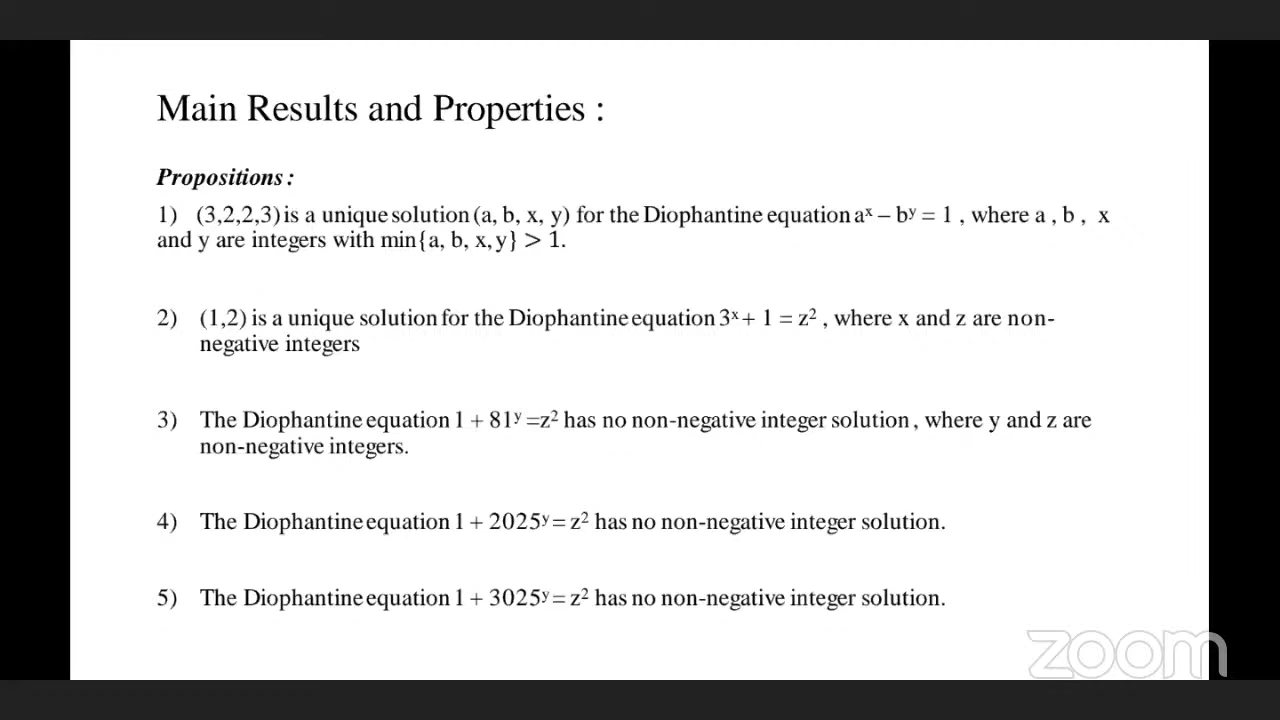 Main Results and Properties :
Propositions :
1) (3,2,2,3) is a unique solution (a, b, x, y) for the Diophantine equation aˣ – bʸ = 1 , where a , b , x
and y are integers with min{a, b, x, y} > 1.
2) (1,2) is a unique solution for the Diophantine equation 3ˣ + 1 = z² , where x and z are non-
negative integers
3) The Diophantine equation 1 + 81ʸ =z² has no non-negative integer solution , where y and z are
non-negative integers.
4) The Diophantine equation 1 + 2025ʸ = z² has no non-negative integer solution.
5) The Diophantine equation 1 + 3025ʸ = z² has no non-negative integer solution.
zoom